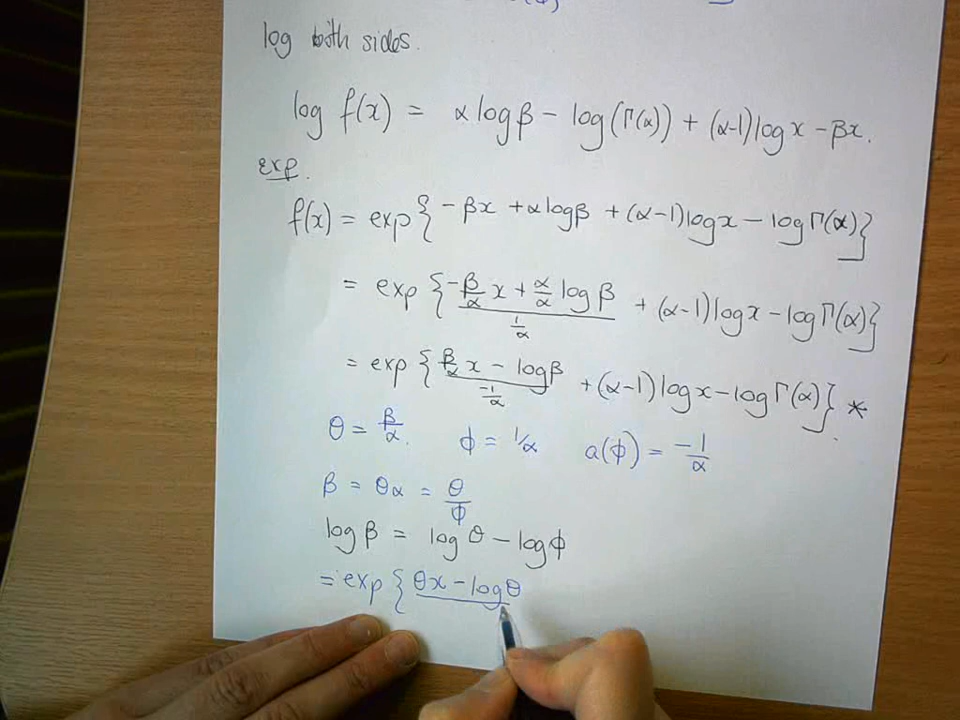 log both sides.
log f(x) = α log β − log(Γ(α)) + (α-1) log x − βx.
exp.
f(x) = exp{ − βx + α log β + (α−1) log x − log Γ(α)}
= exp { (−β/α x + α/α log β)/(1/α) + (α−1) log x − log Γ(α)}
= exp { (β/α x − log β)/(−1/α) + (α−1) log x − log Γ(α)} *
θ = β/α. φ = 1/α a(φ) = −1/α
β = θα = θ/φ
log β = log θ − log φ
= exp { θx − log θ